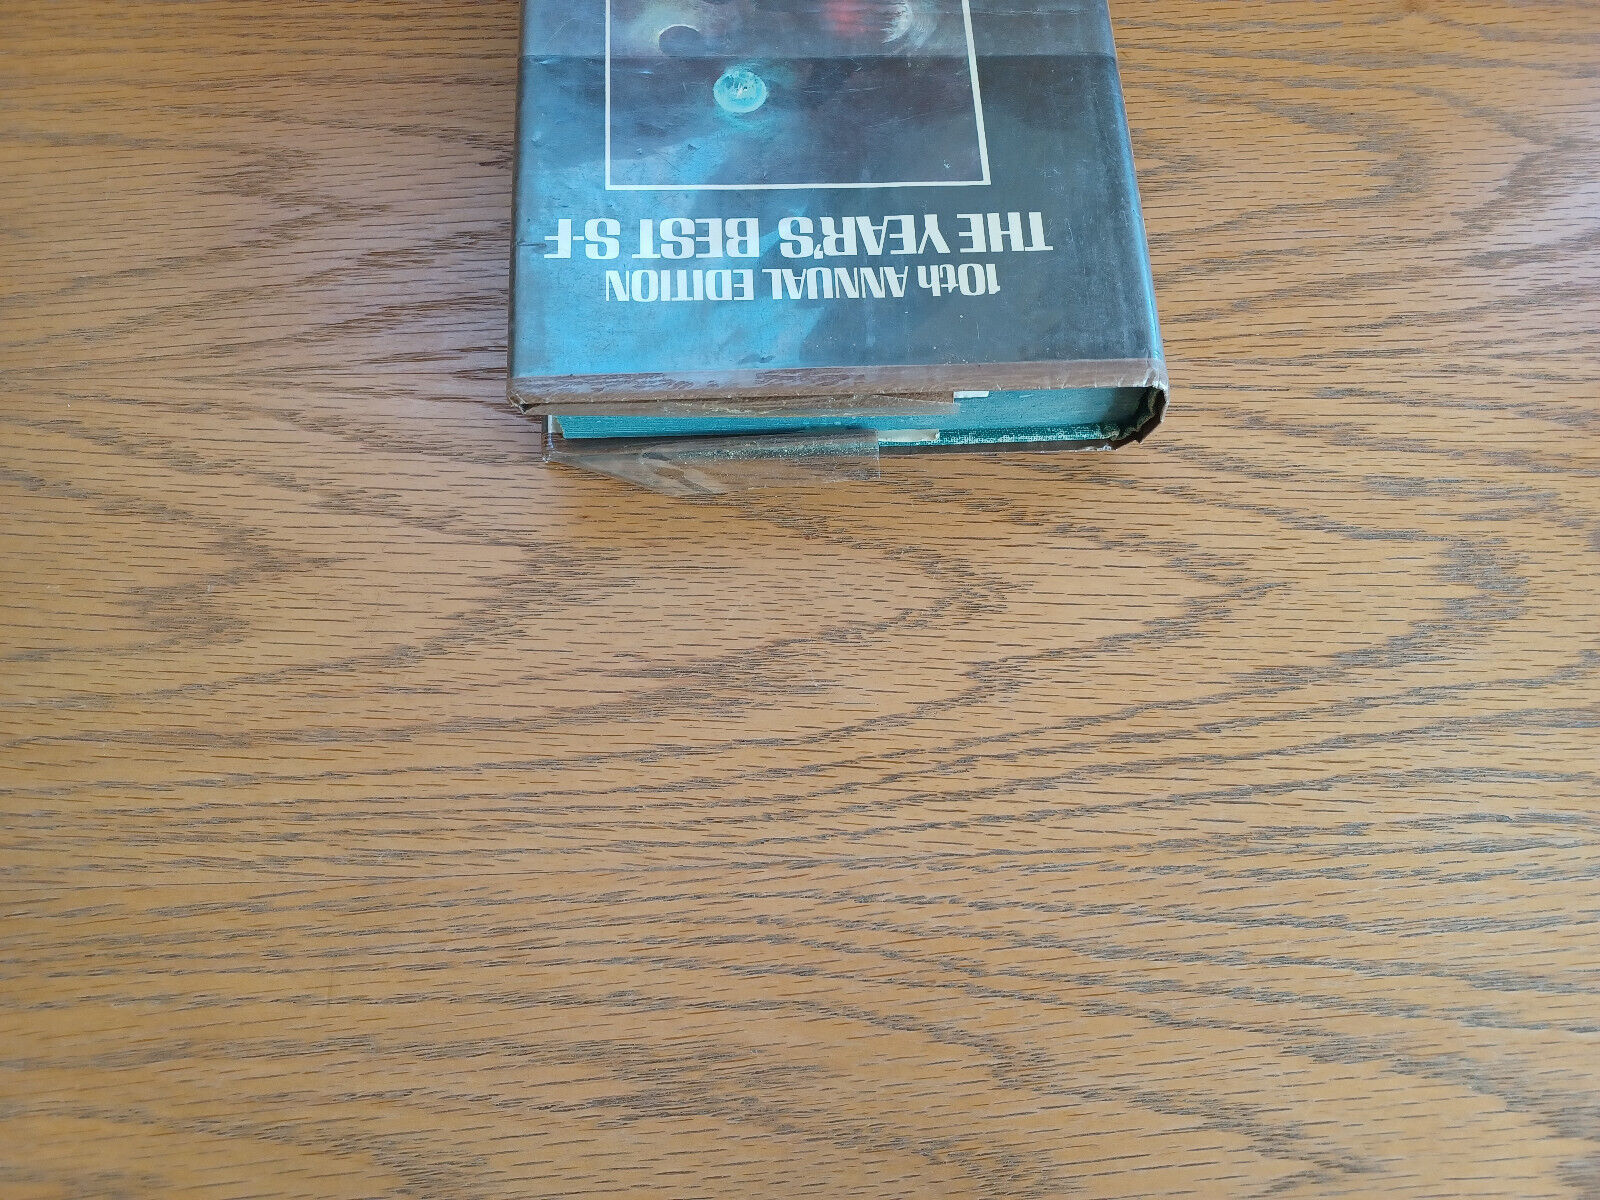 10th ANNUAL EDITION
THE YEAR'S BEST S-F